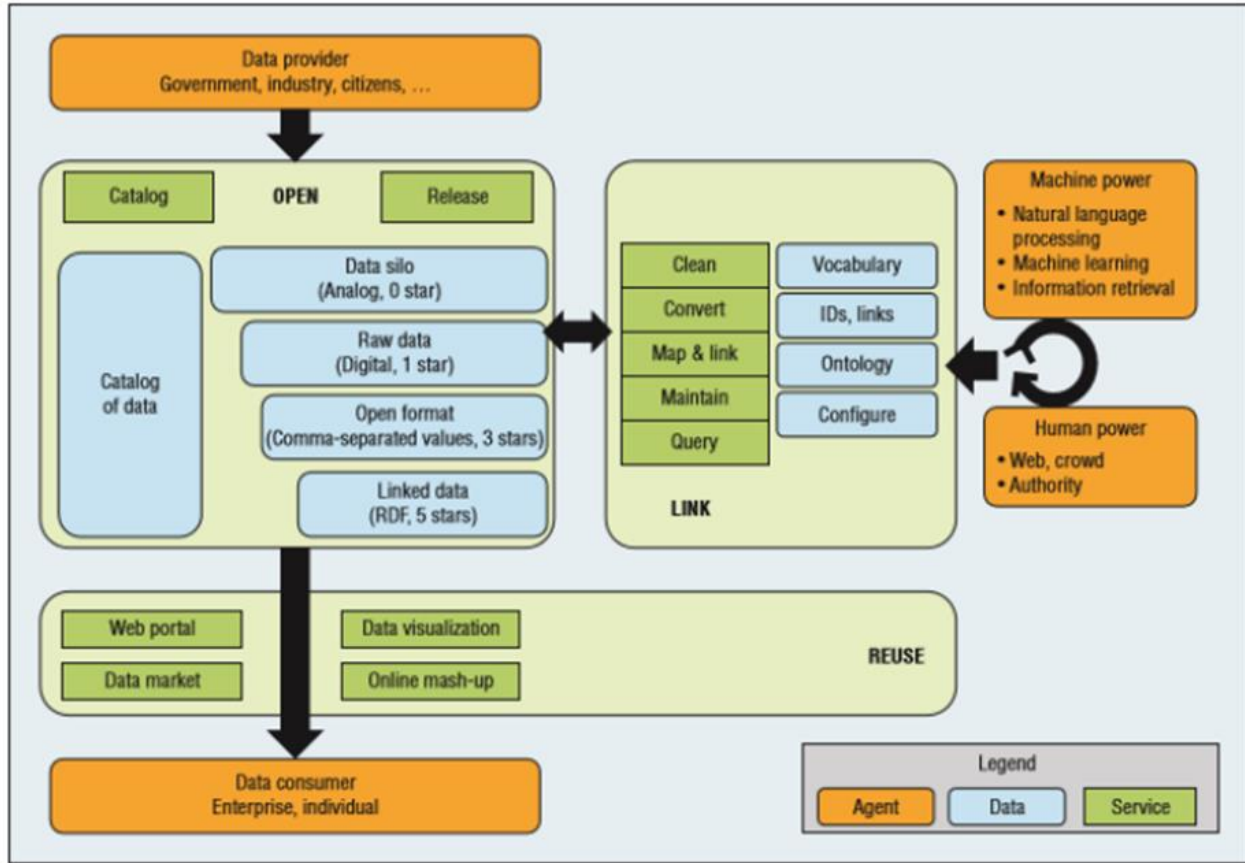 Data provider
Government, industry, citizens, …
Catalog
OPEN
Release
Catalog
of data
Data silo
(Analog, 0 star)
Raw data
(Digital, 1 star)
Open format
(Comma-separated values, 3 stars)
Linked data
(RDF, 5 stars)
Clean
Convert
Map & link
Maintain
Query
Vocabulary
IDs, links
Ontology
Configure
LINK
Machine power
• Natural language
processing
• Machine learning
• Information retrieval
Human power
• Web, crowd
• Authority
Web portal
Data visualization
Data market
Online mash-up
REUSE
Data consumer
Enterprise, individual
Legend
Agent
Data
Service